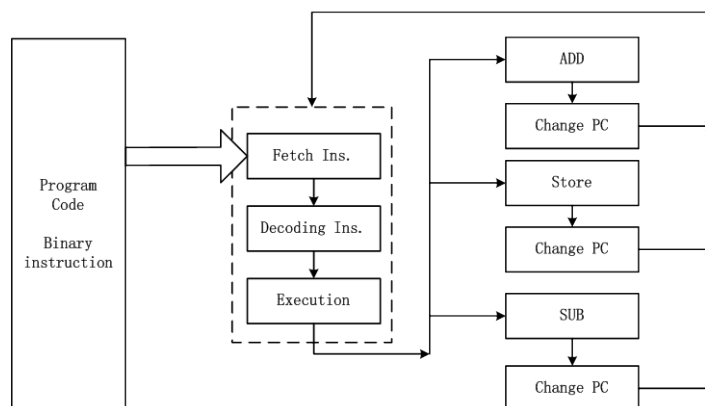 Program
Code
Binary
instruction
Fetch Ins.
Decoding Ins.
Execution
ADD
Change PC
Store
Change PC
SUB
Change PC